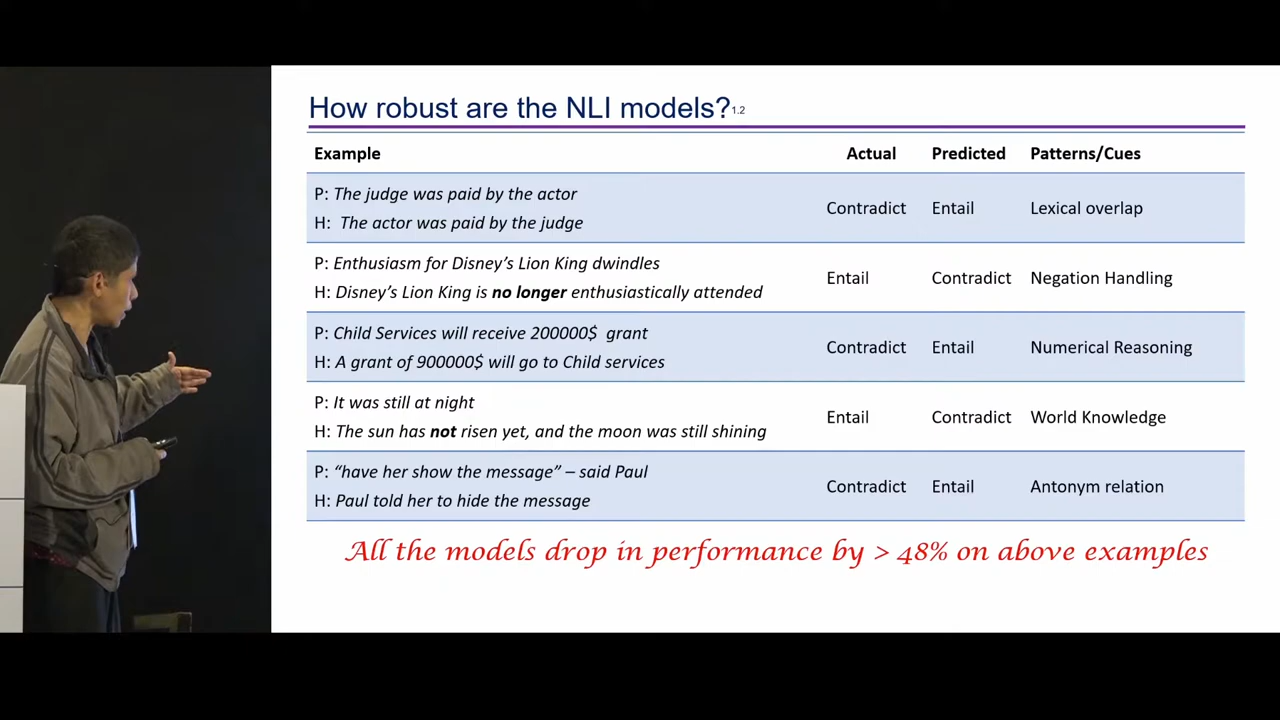 How robust are the NLI models?1,2
Example Actual Predicted Patterns/Cues
P: The judge was paid by the actor
H: The actor was paid by the judge
Contradict Entail Lexical overlap
P: Enthusiasm for Disney's Lion King dwindles
H: Disney's Lion King is no longer enthusiastically attended
Entail Contradict Negation Handling
P: Child Services will receive 200000$ grant
H: A grant of 900000$ will go to Child services
Contradict Entail Numerical Reasoning
P: It was still at night
H: The sun has not risen yet, and the moon was still shining
Entail Contradict World Knowledge
P: “have her show the message” – said Paul
H: Paul told her to hide the message
Contradict Entail Antonym relation
All the models drop in performance by > 48% on above examples